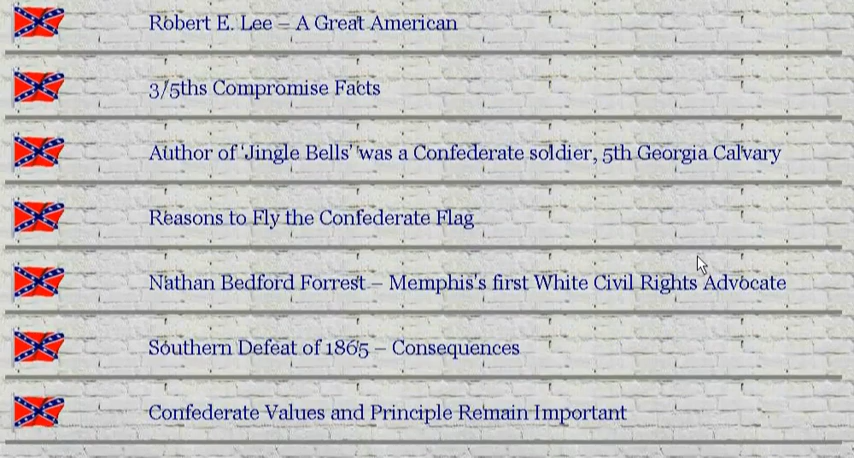 Robert E. Lee – A Great American
3/5ths Compromise Facts
Author of 'Jingle Bells' was a Confederate soldier, 5th Georgia Calvary
Reasons to Fly the Confederate Flag
Nathan Bedford Forrest – Memphis's first White Civil Rights Advocate
Southern Defeat of 1865 – Consequences
Confederate Values and Principle Remain Important